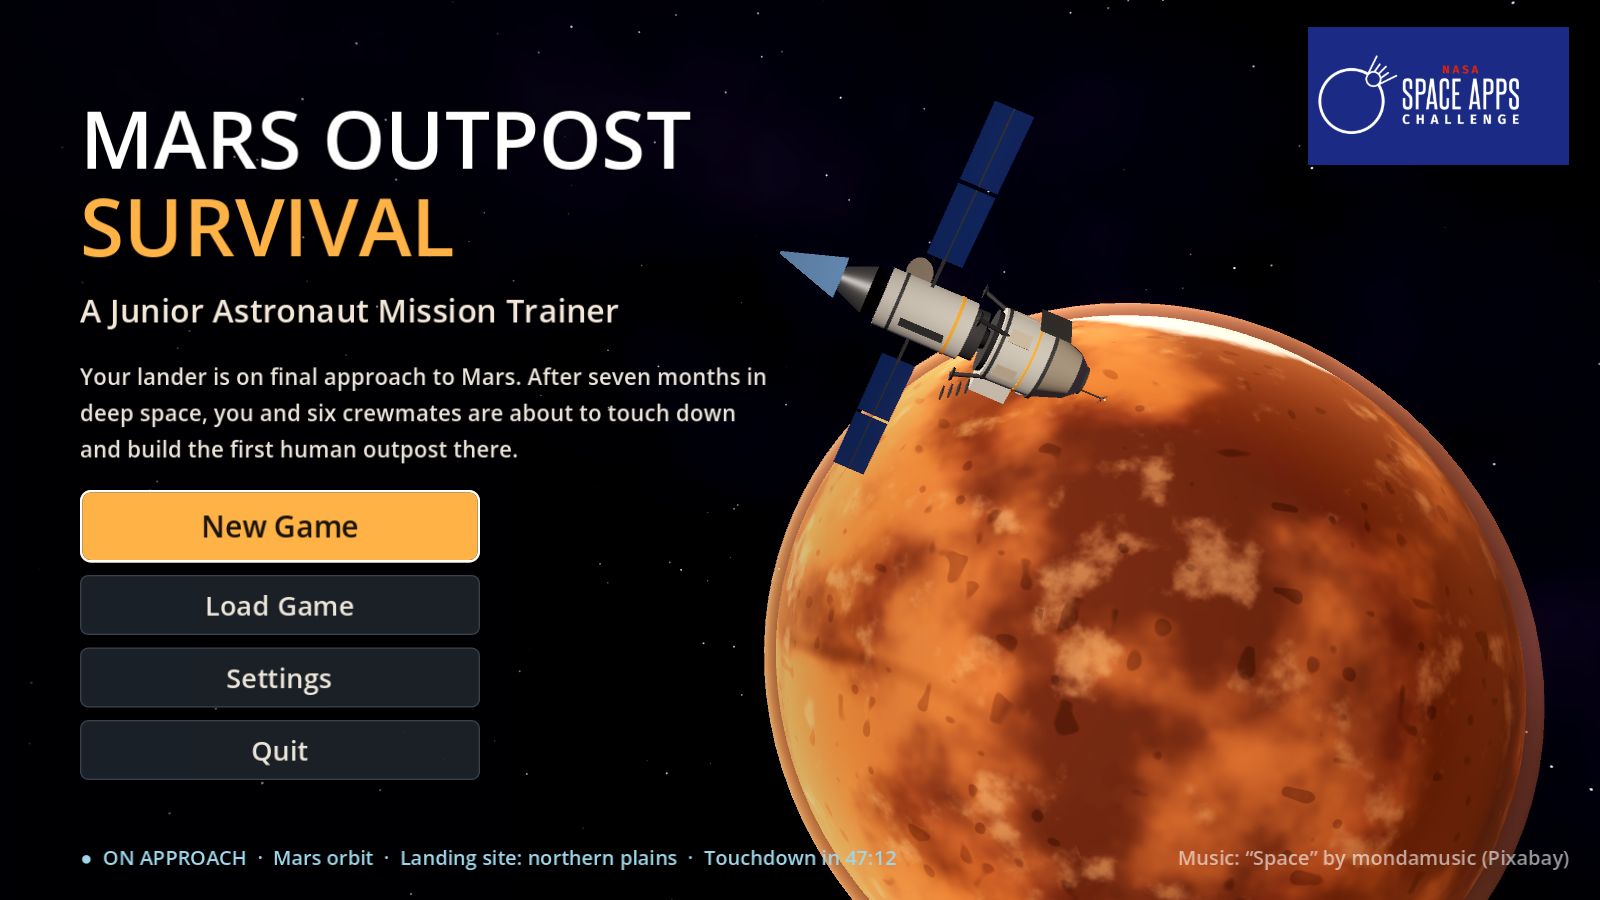 MARS OUTPOST
SURVIVAL
A Junior Astronaut Mission Trainer
Your lander is on final approach to Mars. After seven months in
deep space, you and six crewmates are about to touch down
and build the first human outpost there.
New Game
Load Game
Settings
Quit
● ON APPROACH · Mars orbit · Landing site: northern plains · Touchdown in 47:12
NASA
SPACE APPS
CHALLENGE
Music: “Space” by mondamusic (Pixabay)